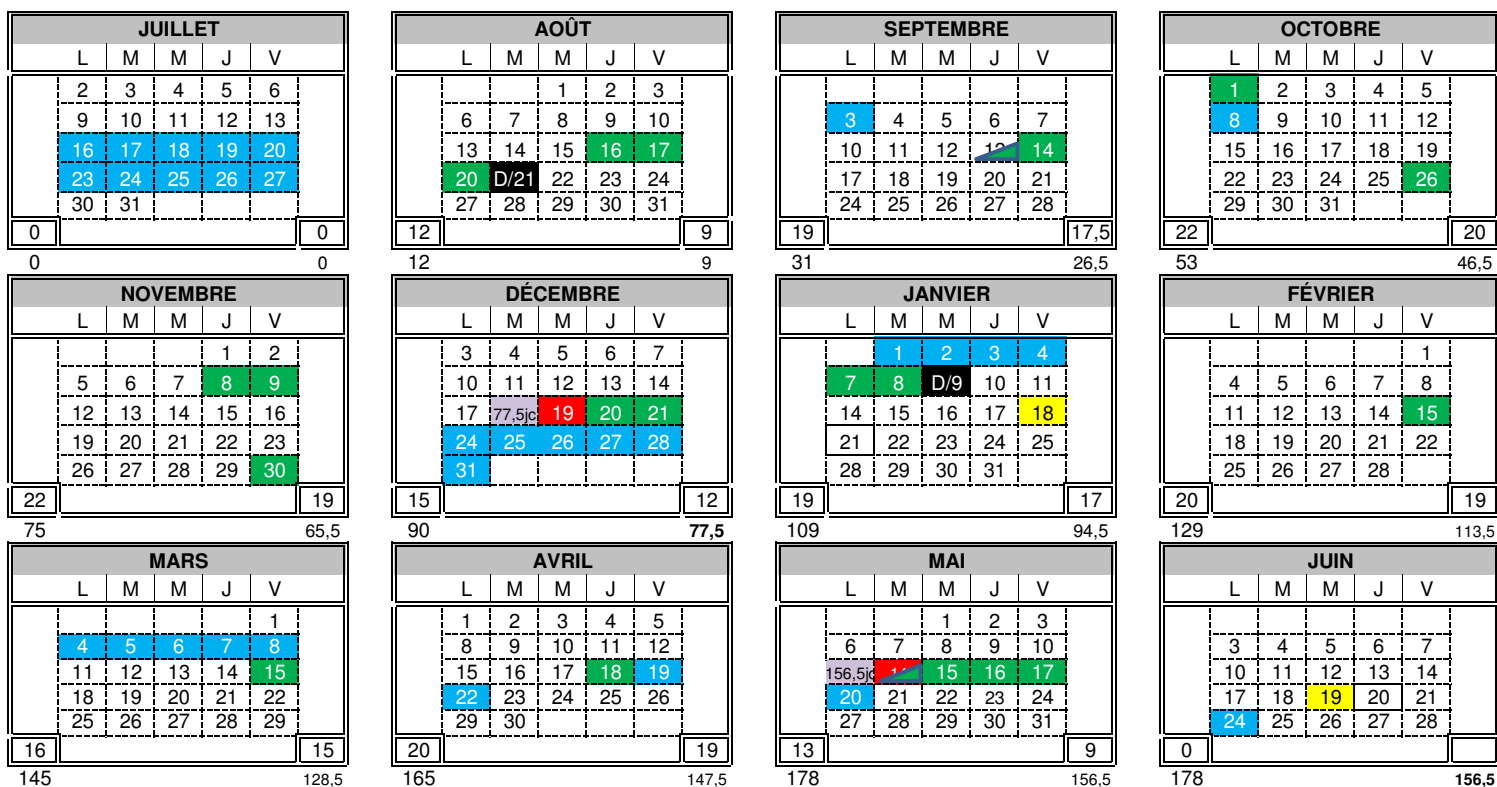 JUILLET
L M M J V
2 3 4 5 6
9 10 11 12 13
16 17 18 19 20
23 24 25 26 27
30 31
0 0
0 0
AOÛT
L M M J V
1 2 3
6 7 8 9 10
13 14 15 16 17
20 D/21 22 23 24
27 28 29 30 31
12 9
12 9
SEPTEMBRE
L M M J V
3 4 5 6 7
10 11 12 13 14
17 18 19 20 21
24 25 26 27 28
19 17,5
31 26,5
OCTOBRE
L M M J V
1 2 3 4 5
8 9 10 11 12
15 16 17 18 19
22 23 24 25 26
29 30 31
22 20
53 46,5
NOVEMBRE
L M M J V
1 2
5 6 7 8 9
12 13 14 15 16
19 20 21 22 23
26 27 28 29 30
22 19
75 65,5
DÉCEMBRE
L M M J V
3 4 5 6 7
10 11 12 13 14
17 77,5jc 19 20 21
24 25 26 27 28
31
15 12
90 77,5
JANVIER
L M M J V
1 2 3 4
7 8 D/9 10 11
14 15 16 17 18
21 22 23 24 25
28 29 30 31
19 17
109 94,5
FÉVRIER
L M M J V
1
4 5 6 7 8
11 12 13 14 15
18 19 20 21 22
25 26 27 28
20 19
129 113,5
MARS
L M M J V
1
4 5 6 7 8
11 12 13 14 15
18 19 20 21 22
25 26 27 28 29
16 15
145 128,5
AVRIL
L M M J V
1 2 3 4 5
8 9 10 11 12
15 16 17 18 19
22 23 24 25 26
29 30
20 19
165 147,5
MAI
L M M J V
1 2 3
6 7 8 9 10
156,5jc 15 16 17
20 21 22 23 24
27 28 29 30 31
13 9
178 156,5
JUIN
L M M J V
3 4 5 6 7
10 11 12 13 14
17 18 19 20 21
24 25 26 27 28
0
178 156,5